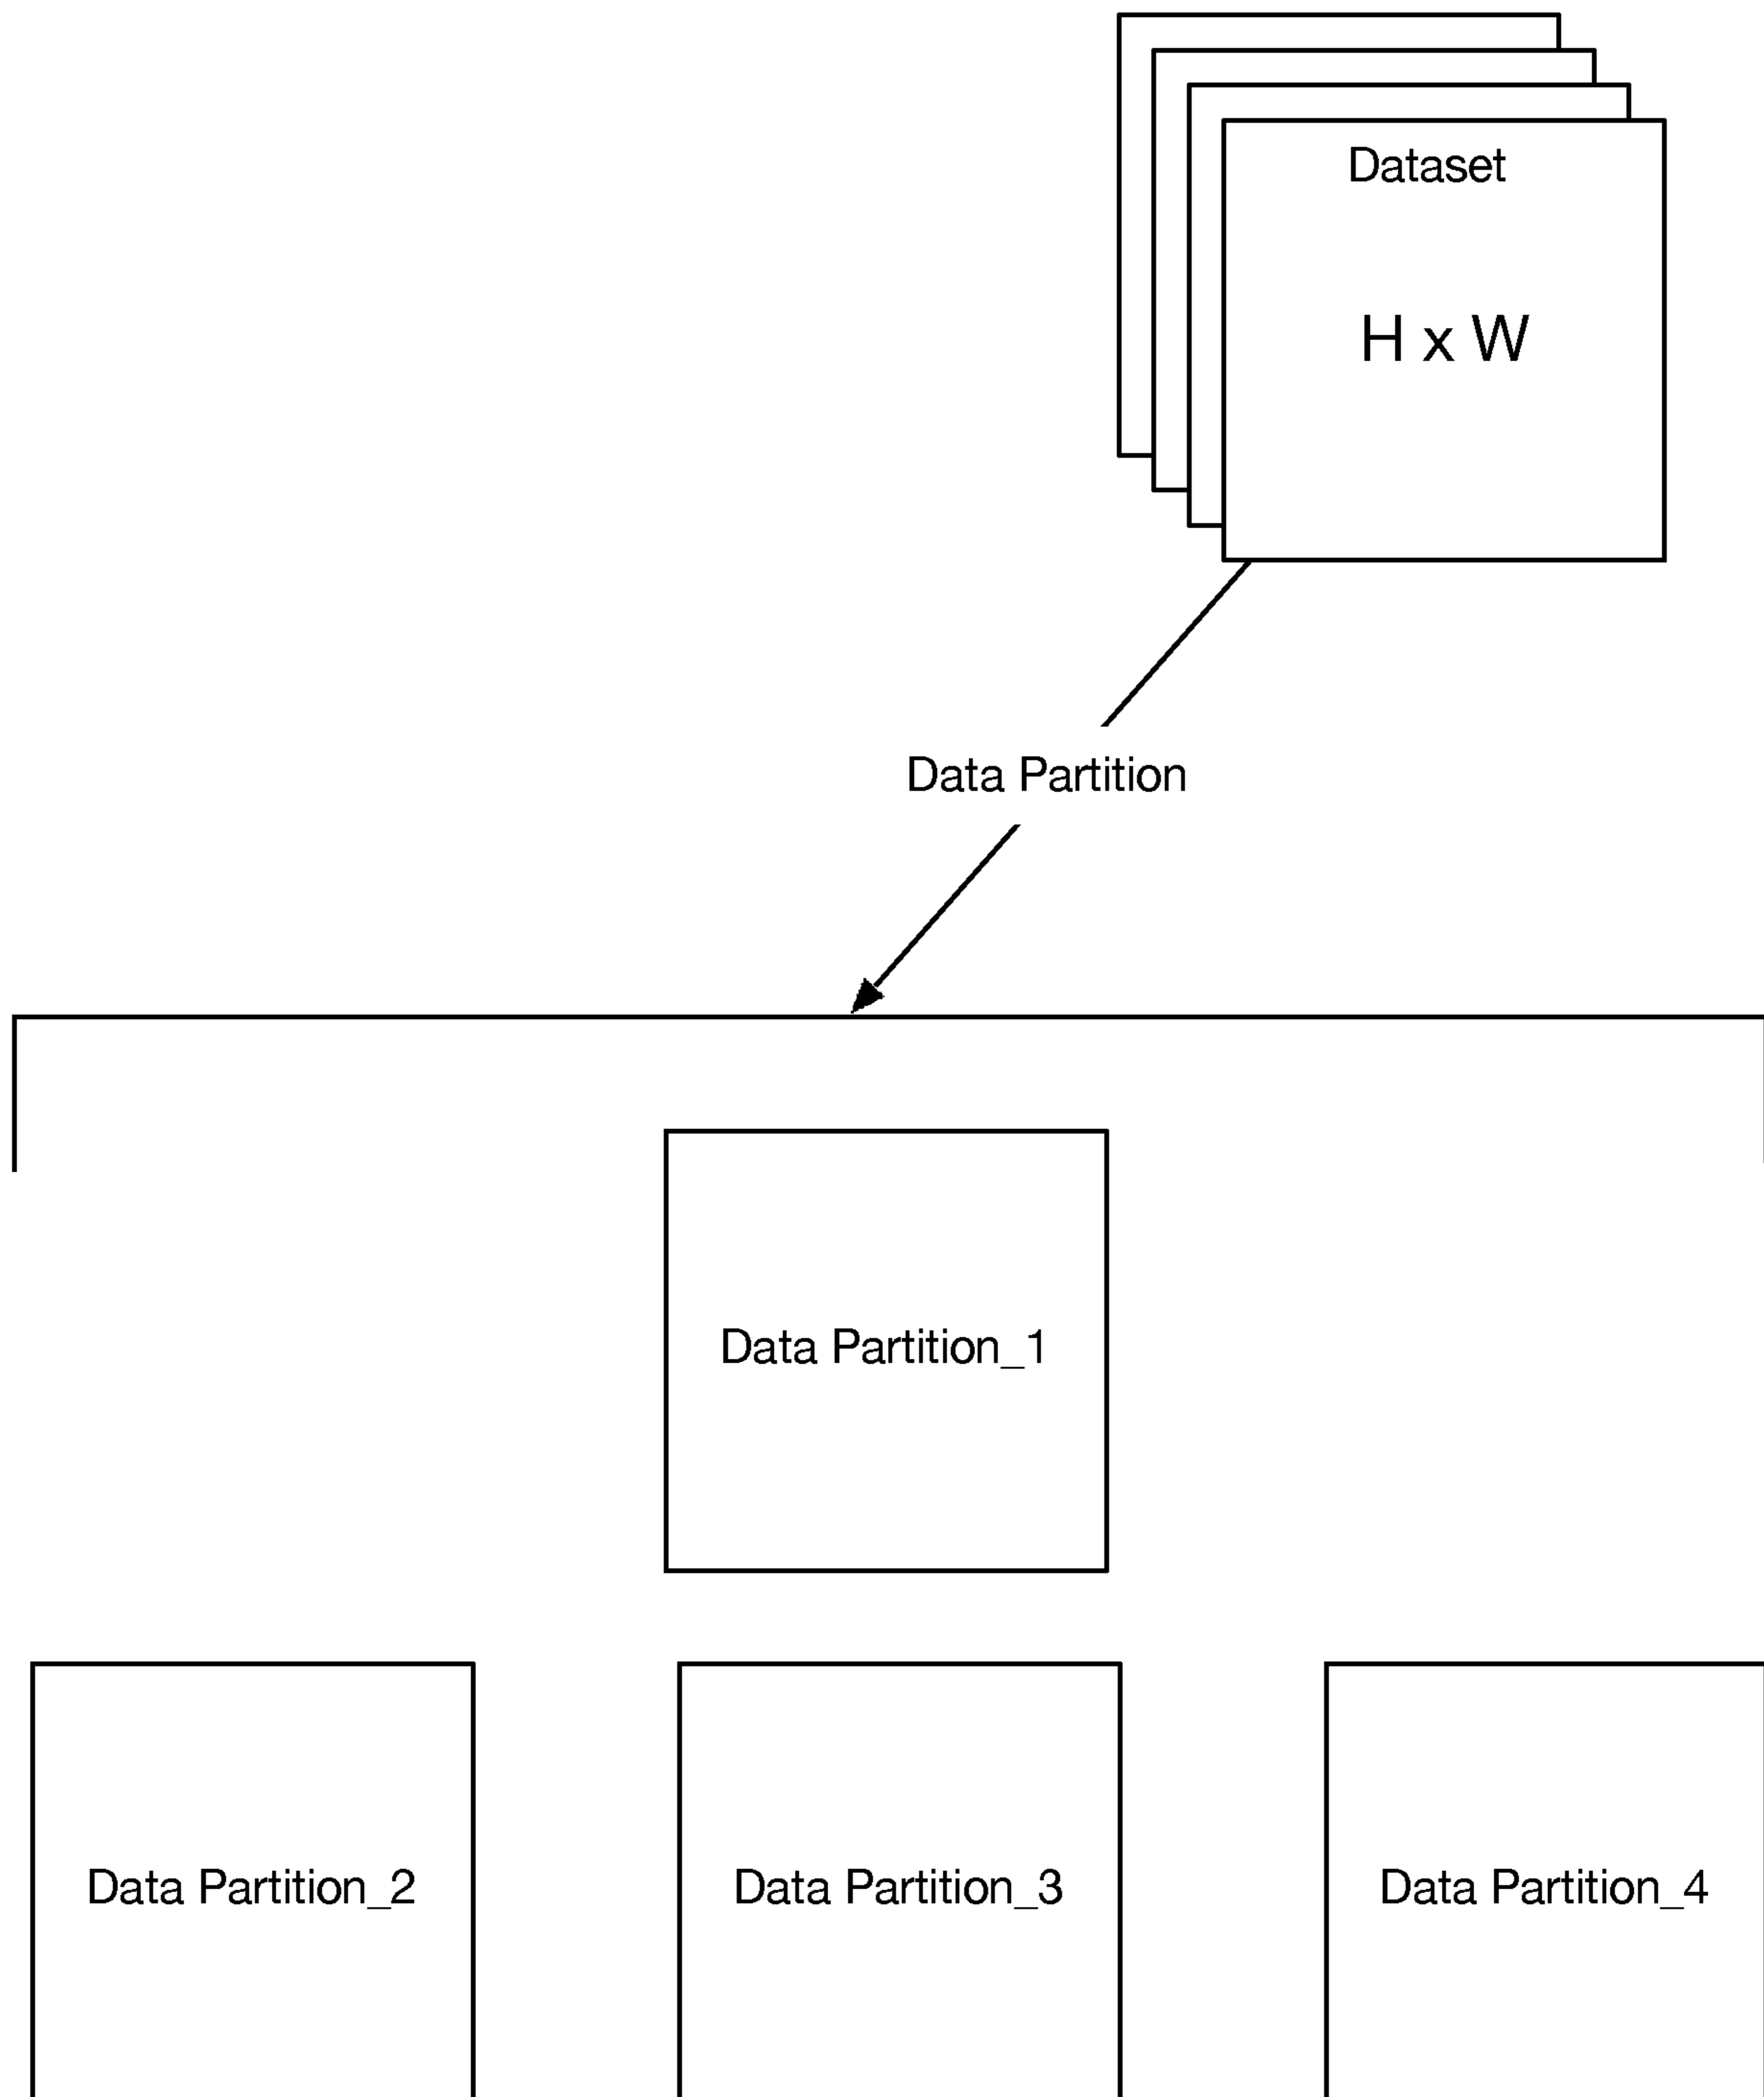 Dataset
H x W
Data Partition
Data Partition_1
Data Partition_2
Data Partition_3
Data Partition_4